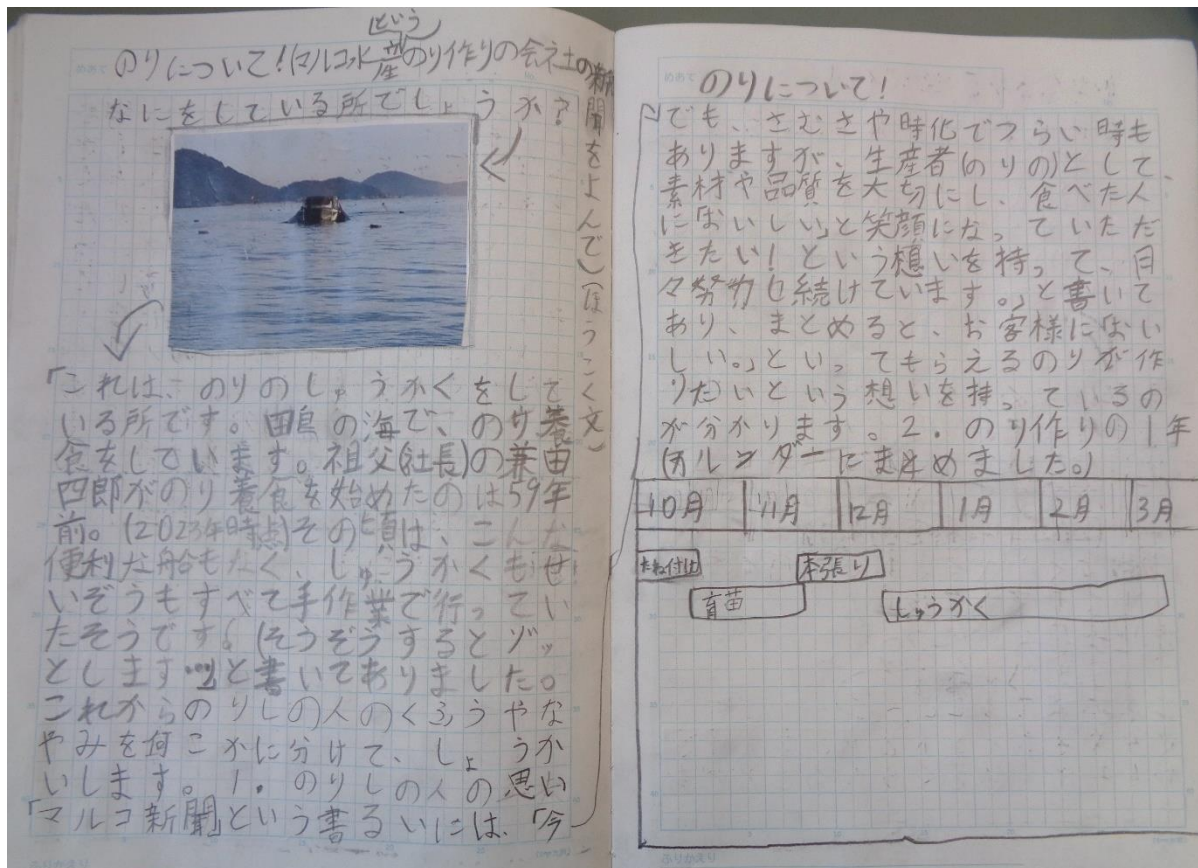 のりについて!(マルコ水産というのり作りの会社の新聞をよんで)(ほうこく文)
なにをしている所でしょうか?
「これは、のりのしゅうかくをして
いる所です。田島の海で、のり養
食をしています。祖父(社長)の兼田
四郎がのり養食を始めたのは59年
前。(2023年時点)その頃は、こんな
便利な船もなく、しゅうかくもせ
いぞうもすべて手作業で行ってい
たそうです。(そうぞうするとゾッ
とします…)」と書いてありました。
これからのりしの人のくふうやな
やみを何こかに分けて、しょうか
いします。1.のりしの人の思い
「マルコ新聞」という書るいには、「今
のりについて!
でも、さむさや時化でつらい時も
ありますが、生産者(のりの)として、
素材や品質を大切にし、食べた人
に「おいしい」と笑顔になっていただ
きたい!という想いを持って、日
々努力し続けています。」と書いて
あり、まとめると、お客様に「おい
しい。」といってもらえるのりが作
りたいという想いを持っているの
が分かります。2.のり作りの1年
(カレンダーにまとめました。)
10月 11月 12月 1月 2月 3月
たね付け 本張り
育苗 しゅうかく